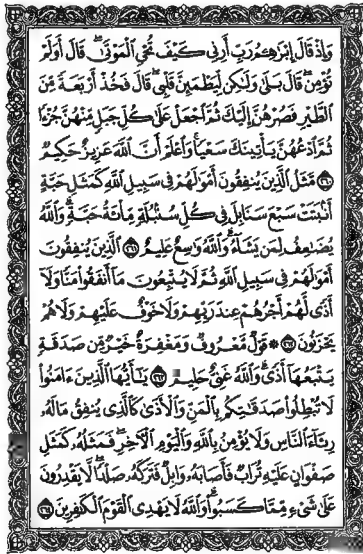 وَإِذْ قَالَ إِبْرَٰهِـۧمُ رَبِّ أَرِنِى كَيْفَ تُحْىِ ٱلْمَوْتَىٰ ۖ قَالَ أَوَلَمْ
تُؤْمِن ۖ قَالَ بَلَىٰ وَلَـٰكِن لِّيَطْمَئِنَّ قَلْبِى ۖ قَالَ فَخُذْ أَرْبَعَةً مِّنَ
ٱلطَّيْرِ فَصُرْهُنَّ إِلَيْكَ ثُمَّ ٱجْعَلْ عَلَىٰ كُلِّ جَبَلٍ مِّنْهُنَّ جُزْءًا
ثُمَّ ٱدْعُهُنَّ يَأْتِينَكَ سَعْيًا ۚ وَٱعْلَمْ أَنَّ ٱللَّهَ عَزِيزٌ حَكِيمٌ
﴿٢٦٠﴾ مَّثَلُ ٱلَّذِينَ يُنفِقُونَ أَمْوَٰلَهُمْ فِى سَبِيلِ ٱللَّهِ كَمَثَلِ حَبَّةٍ
أَنۢبَتَتْ سَبْعَ سَنَابِلَ فِى كُلِّ سُنۢبُلَةٍ مِّا۟ئَةُ حَبَّةٍ ۗ وَٱللَّهُ
يُضَـٰعِفُ لِمَن يَشَآءُ ۗ وَٱللَّهُ وَٰسِعٌ عَلِيمٌ ﴿٢٦١﴾ ٱلَّذِينَ يُنفِقُونَ
أَمْوَٰلَهُمْ فِى سَبِيلِ ٱللَّهِ ثُمَّ لَا يُتْبِعُونَ مَآ أَنفَقُوا۟ مَنًّا وَلَآ
أَذًى ۙ لَّهُمْ أَجْرُهُمْ عِندَ رَبِّهِمْ وَلَا خَوْفٌ عَلَيْهِمْ وَلَا هُمْ
يَحْزَنُونَ ﴿٢٦٢﴾ ۞ قَوْلٌ مَّعْرُوفٌ وَمَغْفِرَةٌ خَيْرٌ مِّن صَدَقَةٍ
يَتْبَعُهَآ أَذًى ۗ وَٱللَّهُ غَنِىٌّ حَلِيمٌ ﴿٢٦٣﴾ يَـٰٓأَيُّهَا ٱلَّذِينَ ءَامَنُوا۟
لَا تُبْطِلُوا۟ صَدَقَـٰتِكُم بِٱلْمَنِّ وَٱلْأَذَىٰ كَٱلَّذِى يُنفِقُ مَالَهُۥ
رِئَآءَ ٱلنَّاسِ وَلَا يُؤْمِنُ بِٱللَّهِ وَٱلْيَوْمِ ٱلْـَٔاخِرِ ۖ فَمَثَلُهُۥ كَمَثَلِ
صَفْوَانٍ عَلَيْهِ تُرَابٌ فَأَصَابَهُۥ وَابِلٌ فَتَرَكَهُۥ صَلْدًا ۖ لَّا يَقْدِرُونَ
عَلَىٰ شَىْءٍ مِّمَّا كَسَبُوا۟ ۗ وَٱللَّهُ لَا يَهْدِى ٱلْقَوْمَ ٱلْكَـٰفِرِينَ ﴿٢٦٤﴾